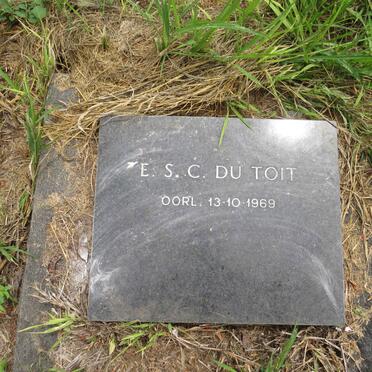 E. S. C. DU TOIT
OORL. 13-10-1969